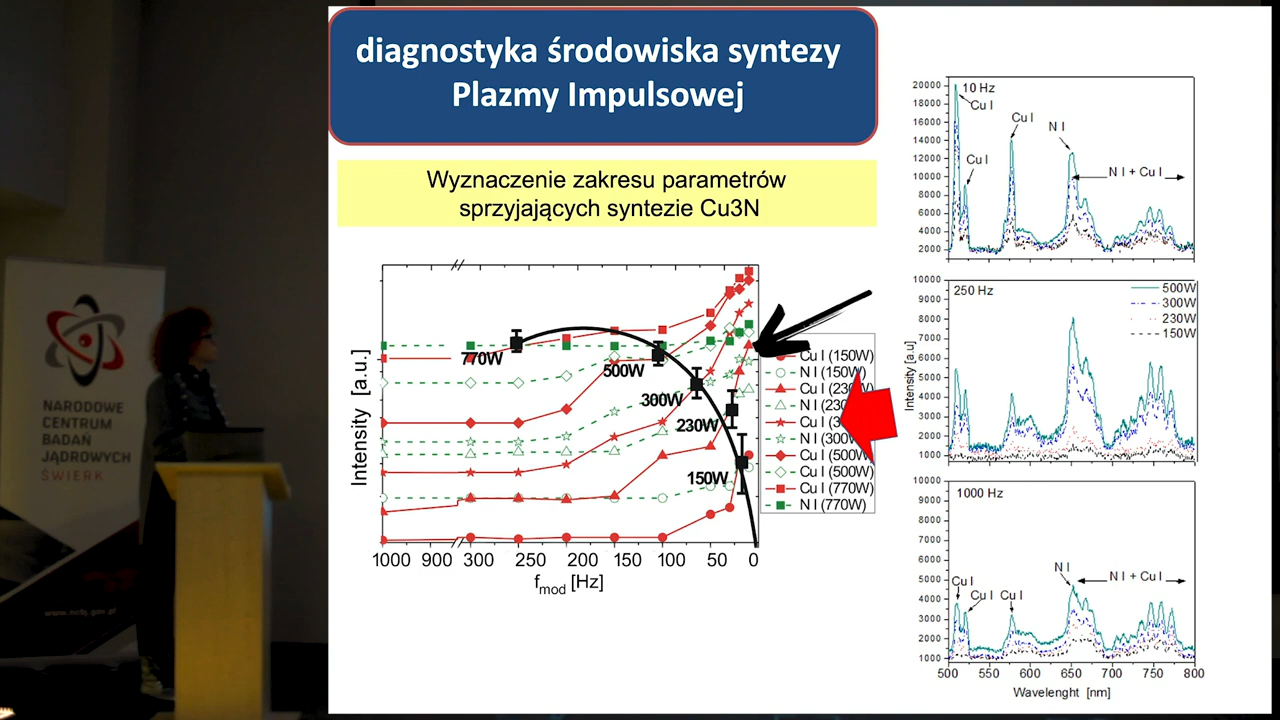 diagnostyka środowiska syntezy
Plazmy Impulsowej
Wyznaczenie zakresu parametrów
sprzyjających syntezie Cu3N
Intensity [a.u.]
770W
500W
300W
230W
150W
1000 900 300 250 200 150 100 50 0
fmod [Hz]
Cu I (150W)
N I (150W)
Cu I (230W)
N I (230
Cu I (3
N I (300W)
Cu I (500W)
N I (500W)
Cu I (770W)
N I (770W)
20000
18000
16000
14000
12000
10000
8000
6000
4000
2000
10 Hz
Cu I
Cu I
Cu I
N I
N I + Cu I
10000
9000
8000
7000
6000
5000
4000
3000
2000
1000
250 Hz
500W
300W
230W
150W
Intensity [a.u]
10000
9000
8000
7000
6000
5000
4000
3000
2000
1000
1000 Hz
Cu I
Cu I
Cu I
N I
N I + Cu I
500 550 600 650 700 750 800
Wavelenght [nm]
NARODOWE
CENTRUM
BADAŃ
JĄDROWYCH
ŚWIERK
www.ncbj.gov.pl